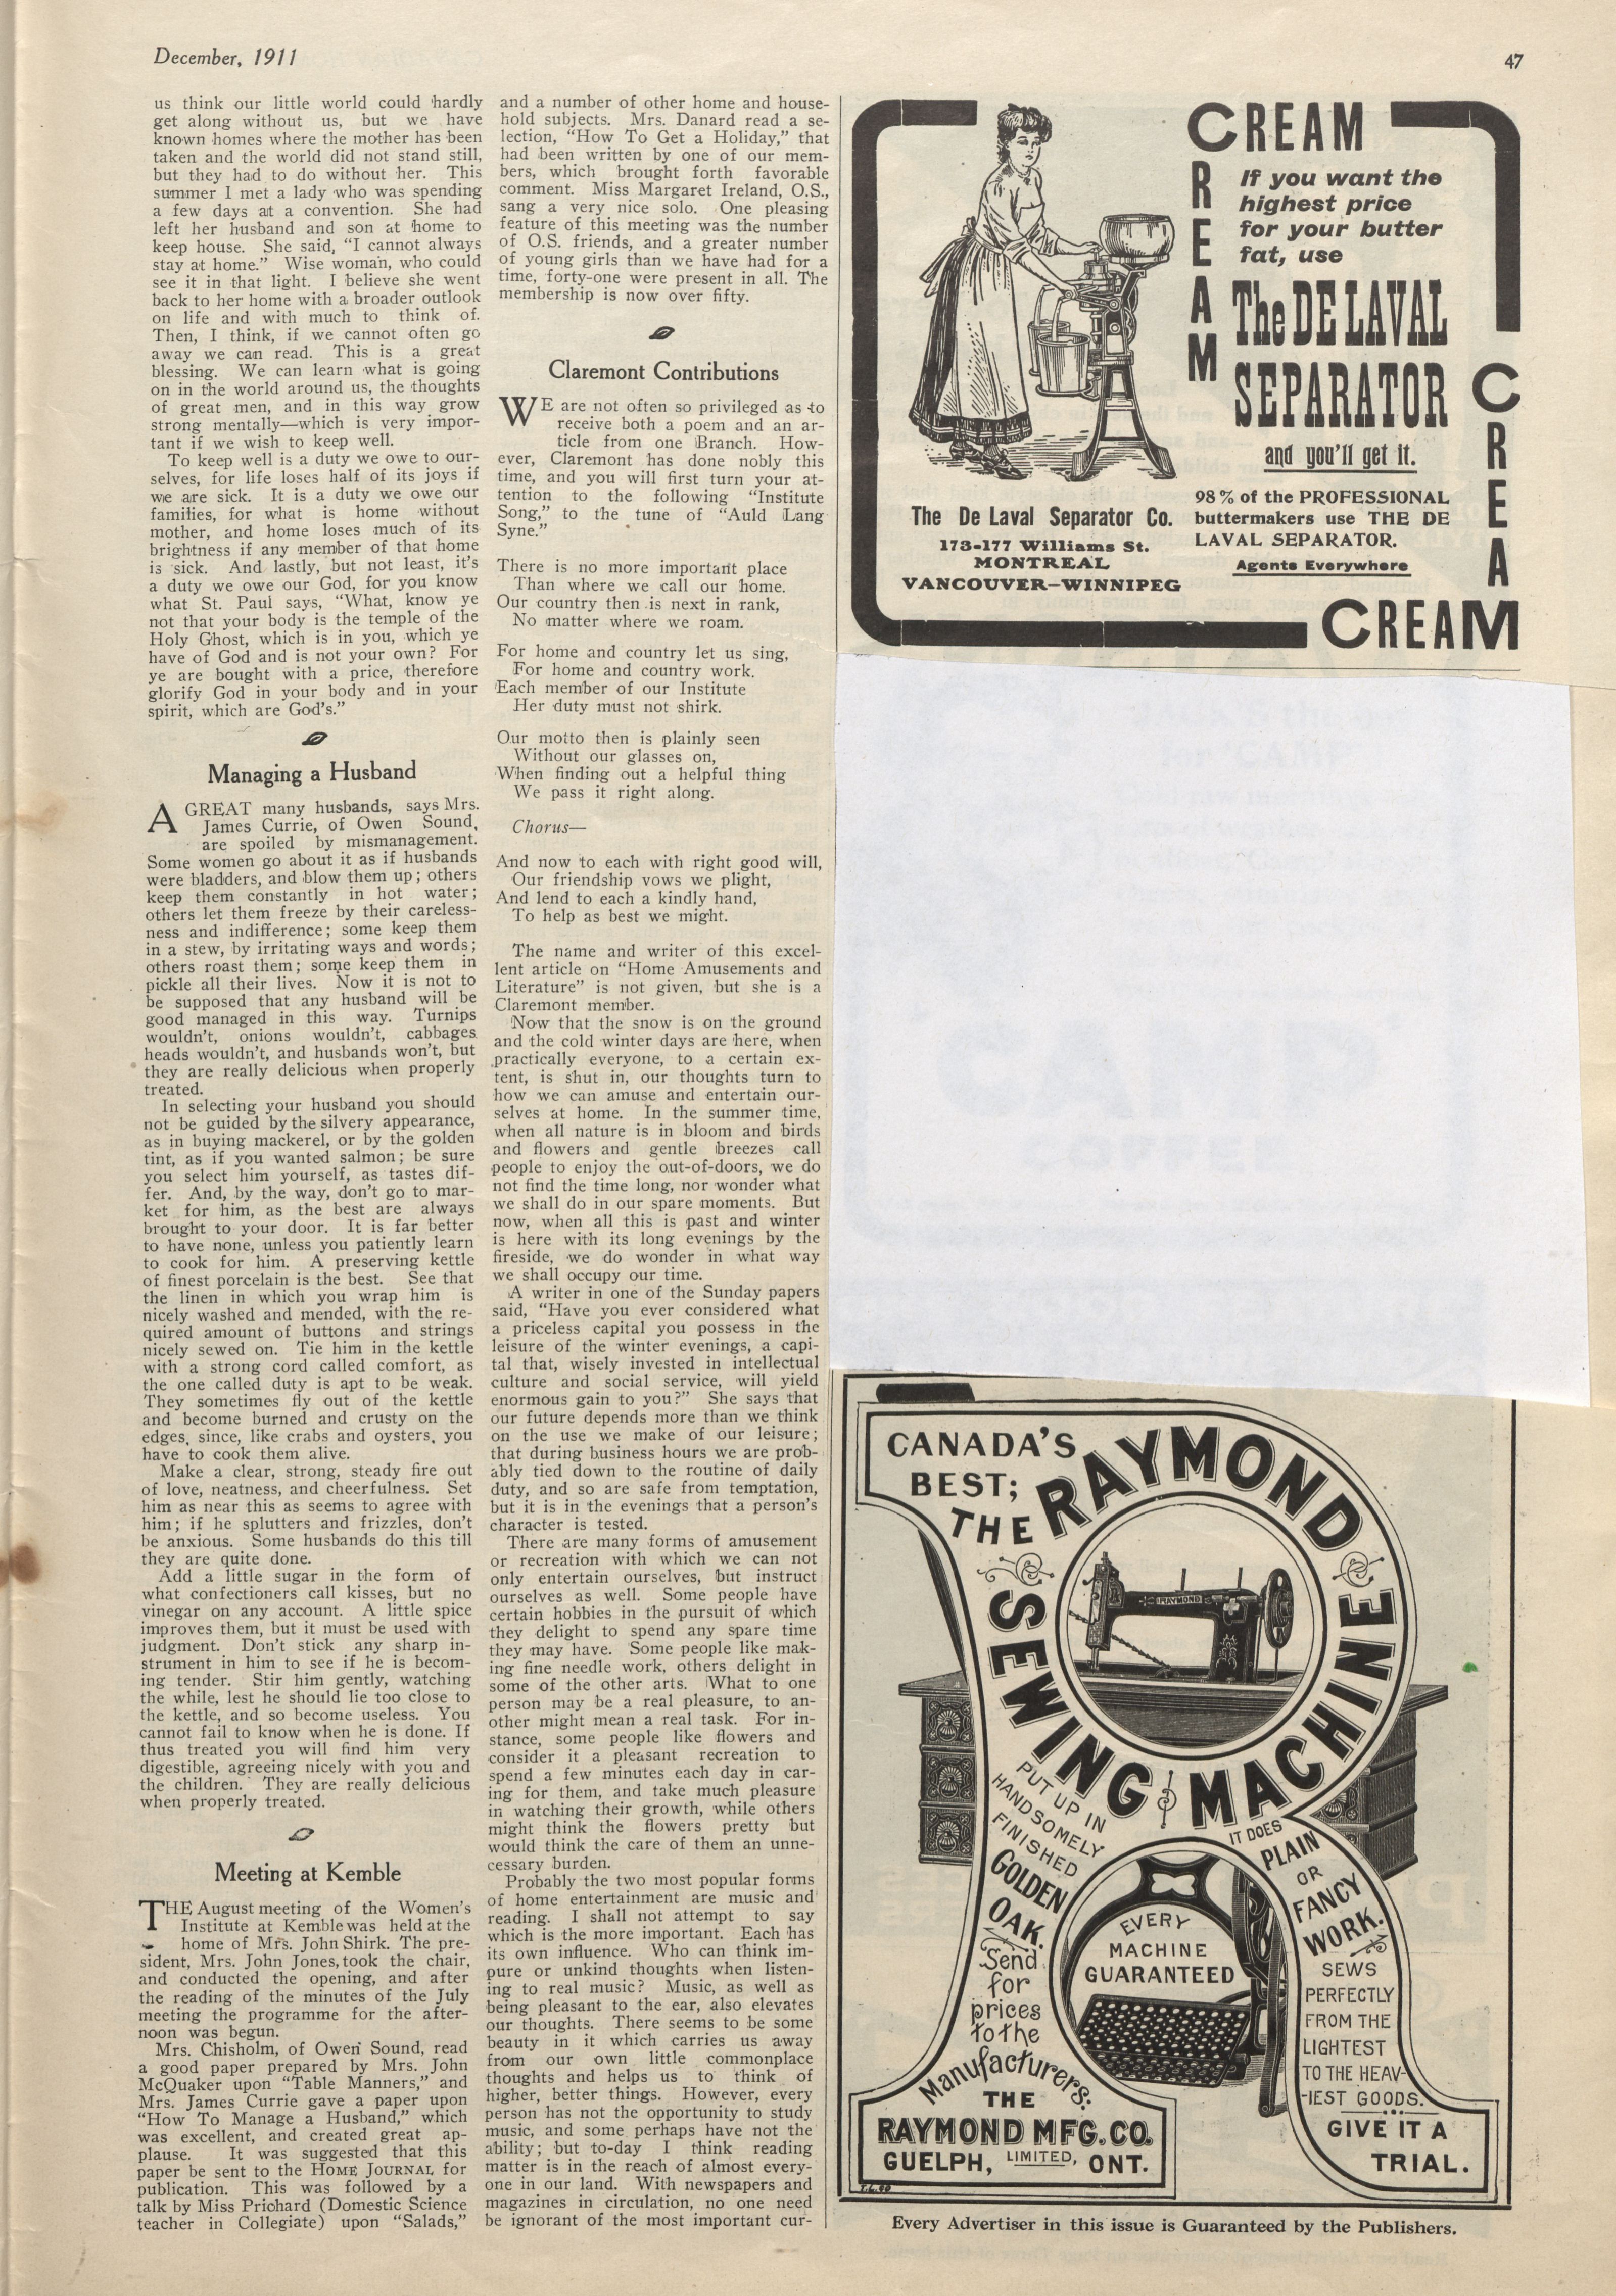 December, 1911
47
us think our little world could hardly
get along without us, but we have
known homes where the mother has been
taken and the world did not stand still,
but they had to do without her. This
summer I met a lady who was spending
a few days at a convention. She had
left her husband and son at home to
keep house. She said, "I cannot always
stay at home." Wise woman, who could
see it in that light. I believe she went
back to her home with a broader outlook
on life and with much to think of.
Then, I think, if we cannot often go
away we can read. This is a great
blessing. We can learn what is going
on in the world around us, the thoughts
of great men, and in this way grow
strong mentally—which is very impor-
tant if we wish to keep well.
To keep well is a duty we owe to our-
selves, for life loses half of its joys if
we are sick. It is a duty we owe our
families, for what is home without
mother, and home loses much of its
brightness if any member of that home
is sick. And lastly, but not least, it's
a duty we owe our God, for you know
what St. Paul says, "What, know ye
not that your body is the temple of the
Holy Ghost, which is in you, which ye
have of God and is not your own? For
ye are bought with a price, therefore
glorify God in your body and in your
spirit, which are God's."
Managing a Husband
A GREAT many husbands, says Mrs.
James Currie, of Owen Sound,
are spoiled by mismanagement.
Some women go about it as if husbands
were bladders, and blow them up; others
keep them constantly in hot water;
others let them freeze by their careless-
ness and indifference; some keep them
in a stew, by irritating ways and words;
others roast them; some keep them in
pickle all their lives. Now it is not to
be supposed that any husband will be
good managed in this way. Turnips
wouldn't, onions wouldn't, cabbages
heads wouldn't, and husbands won't, but
they are really delicious when properly
treated.
In selecting your husband you should
not be guided by the silvery appearance,
as in buying mackerel, or by the golden
tint, as if you wanted salmon; be sure
you select him yourself, as tastes dif-
fer. And, by the way, don't go to mar-
ket for him, as the best are always
brought to your door. It is far better
to have none, unless you patiently learn
to cook for him. A preserving kettle
of finest porcelain is the best. See that
the linen in which you wrap him is
nicely washed and mended, with the re-
quired amount of buttons and strings
nicely sewed on. Tie him in the kettle
with a strong cord called comfort, as
the one called duty is apt to be weak.
They sometimes fly out of the kettle
and become burned and crusty on the
edges, since, like crabs and oysters, you
have to cook them alive.
Make a clear, strong, steady fire out
of love, neatness, and cheerfulness. Set
him as near this as seems to agree with
him; if he splutters and frizzles, don't
be anxious. Some husbands do this till
they are quite done.
Add a little sugar in the form of
what confectioners call kisses, but no
vinegar on any account. A little spice
improves them, but it must be used with
judgment. Don't stick any sharp in-
strument in him to see if he is becom-
ing tender. Stir him gently, watching
the while, lest he should lie too close to
the kettle, and so become useless. You
cannot fail to know when he is done. If
thus treated you will find him very
digestible, agreeing nicely with you and
the children. They are really delicious
when properly treated.
Meeting at Kemble
THE August meeting of the Women's
Institute at Kemble was held at the
home of Mrs. John Shirk. The pre-
sident, Mrs. John Jones, took the chair,
and conducted the opening, and after
the reading of the minutes of the July
meeting the programme for the after-
noon was begun.
Mrs. Chisholm, of Owen Sound, read
a good paper prepared by Mrs. John
McQuaker upon "Table Manners," and
Mrs. James Currie gave a paper upon
"How To Manage a Husband," which
was excellent, and created great ap-
plause. It was suggested that this
paper be sent to the HOME JOURNAL for
publication. This was followed by a
talk by Miss Prichard (Domestic Science
teacher in Collegiate) upon "Salads,"
and a number of other home and house-
hold subjects. Mrs. Danard read a se-
lection, "How To Get a Holiday," that
had been written by one of our mem-
bers, which brought forth favorable
comment. Miss Margaret Ireland, O.S.,
sang a very nice solo. One pleasing
feature of this meeting was the number
of O.S. friends, and a greater number
of young girls than we have had for a
time, forty-one were present in all. The
membership is now over fifty.
Claremont Contributions
WE are not often so privileged as to
receive both a poem and an ar-
ticle from one Branch. How-
ever, Claremont has done nobly this
time, and you will first turn your at-
tention to the following "Institute
Song," to the tune of "Auld Lang
Syne."
There is no more important place
Than where we call our home.
Our country then is next in rank,
No matter where we roam.
For home and country let us sing,
For home and country work.
Each member of our Institute
Her duty must not shirk.
Our motto then is plainly seen
Without our glasses on,
When finding out a helpful thing
We pass it right along.
Chorus—
And now to each with right good will,
Our friendship vows we plight,
And lend to each a kindly hand,
To help as best we might.
The name and writer of this excel-
lent article on "Home Amusements and
Literature" is not given, but she is a
Claremont member.
Now that the snow is on the ground
and the cold winter days are here, when
practically everyone, to a certain ex-
tent, is shut in, our thoughts turn to
how we can amuse and entertain our-
selves at home. In the summer time,
when all nature is in bloom and birds
and flowers and gentle breezes call
people to enjoy the out-of-doors, we do
not find the time long, nor wonder what
we shall do in our spare moments. But
now, when all this is past and winter
is here with its long evenings by the
fireside, we do wonder in what way
we shall occupy our time.
A writer in one of the Sunday papers
said, "Have you ever considered what
a priceless capital you possess in the
leisure of the winter evenings, a capi-
tal that, wisely invested in intellectual
culture and social service, will yield
enormous gain to you?" She says that
our future depends more than we think
on the use we make of our leisure;
that during business hours we are prob-
ably tied down to the routine of daily
duty, and so are safe from temptation,
but it is in the evenings that a person's
character is tested.
There are many forms of amusement
or recreation with which we can not
only entertain ourselves, but instruct
ourselves as well. Some people have
certain hobbies in the pursuit of which
they delight to spend any spare time
they may have. Some people like mak-
ing fine needle work, others delight in
some of the other arts. What to one
person may be a real pleasure, to an-
other might mean a real task. For in-
stance, some people like flowers and
consider it a pleasant recreation to
spend a few minutes each day in car-
ing for them, and take much pleasure
in watching their growth, while others
might think the flowers pretty but
would think the care of them an unne-
cessary burden.
Probably the two most popular forms
of home entertainment are music and
reading. I shall not attempt to say
which is the more important. Each has
its own influence. Who can think im-
pure or unkind thoughts when listen-
ing to real music? Music, as well as
being pleasant to the ear, also elevates
our thoughts. There seems to be some
beauty in it which carries us away
from our own little commonplace
thoughts and helps us to think of
higher, better things. However, every
person has not the opportunity to study
music, and some perhaps have not the
ability; but to-day I think reading
matter is in the reach of almost every-
one in our land. With newspapers and
magazines in circulation, no one need
be ignorant of the most important cur-
CREAM
CREAM
If you want the
highest price
for your butter
fat, use
The DE LAVAL
SEPARATOR
and you'll get it.
98% of the PROFESSIONAL
buttermakers use THE DE
LAVAL SEPARATOR.
Agents Everywhere
The De Laval Separator Co.
173-177 Williams St.
MONTREAL
VANCOUVER—WINNIPEG
CREAM
CREAM
CANADA'S
BEST;
THE RAYMOND
SEWING MACHINE
RAYMOND
PUT UP IN
HANDSOMELY
FINISHED
GOLDEN
OAK.
Send
for
prices
to the
Manufacturers:
THE
RAYMOND MFG. CO.
GUELPH, LIMITED, ONT.
EVERY
MACHINE
GUARANTEED
IT DOES
PLAIN
OR
FANCY
WORK.
SEWS
PERFECTLY
FROM THE
LIGHTEST
TO THE HEAV-
-IEST GOODS.
GIVE IT A
TRIAL.
Every Advertiser in this issue is Guaranteed by the Publishers.